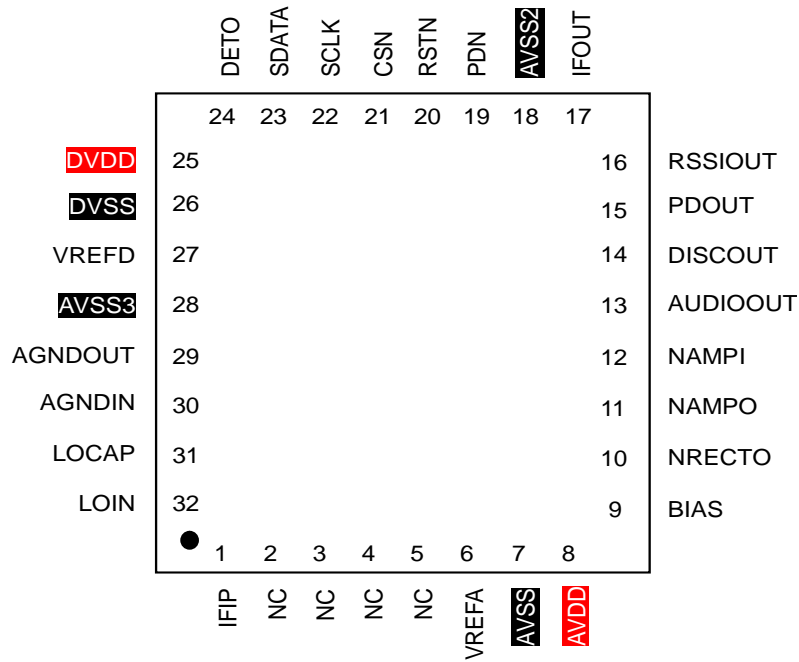 DETO SDATA SCLK CSN RSTN PDN AVSS2 IFOUT
24 23 22 21 20 19 18 17
DVDD 25 16 RSSIOUT
DVSS 26 15 PDOUT
VREFD 27 14 DISCOUT
AVSS3 28 13 AUDIOOUT
AGNDOUT 29 12 NAMPI
AGNDIN 30 11 NAMPO
LOCAP 31 10 NRECTO
LOIN 32 9 BIAS
1 2 3 4 5 6 7 8
IFIP NC NC NC NC VREFA AVSS AVDD